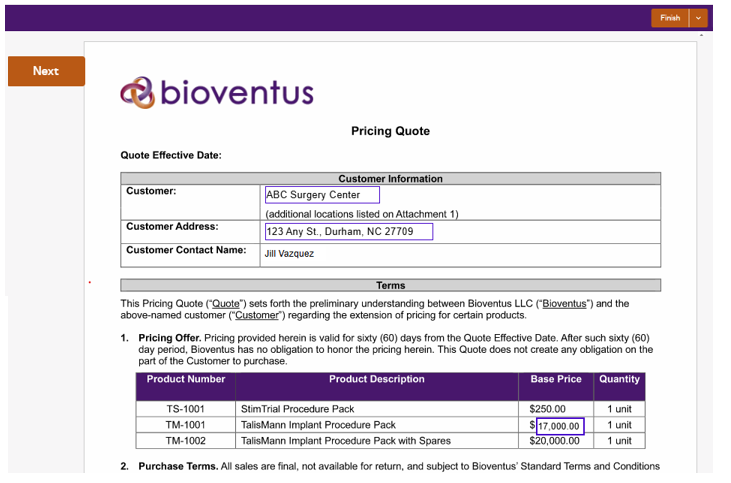 Finish
Next
bioventus
Pricing Quote
Quote Effective Date:
Customer Information
Customer: ABC Surgery Center
(additional locations listed on Attachment 1)
Customer Address: 123 Any St., Durham, NC 27709
Customer Contact Name: Jill Vazquez
Terms
This Pricing Quote (“Quote”) sets forth the preliminary understanding between Bioventus LLC (“Bioventus”) and the
above-named customer (“Customer”) regarding the extension of pricing for certain products.
1. Pricing Offer. Pricing provided herein is valid for sixty (60) days from the Quote Effective Date. After such sixty (60)
day period, Bioventus has no obligation to honor the pricing herein. This Quote does not create any obligation on the
part of the Customer to purchase.
Product Number Product Description Base Price Quantity
TS-1001 StimTrial Procedure Pack $250.00 1 unit
TM-1001 TalisMann Implant Procedure Pack $17,000.00 1 unit
TM-1002 TalisMann Implant Procedure Pack with Spares $20,000.00 1 unit
2. Purchase Terms. All sales are final, not available for return, and subject to Bioventus’ Standard Terms and Conditions